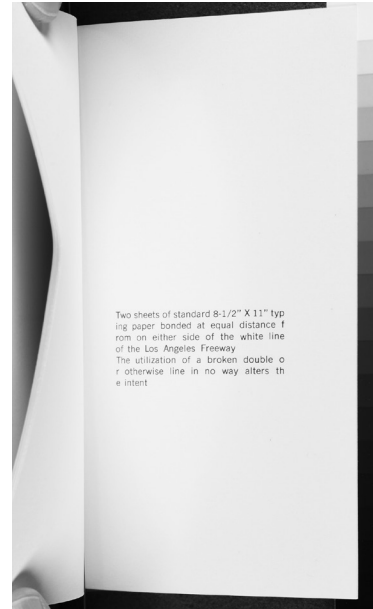 Two sheets of standard 8-1/2" X 11" typ
ing paper bonded at equal distance f
rom on either side of the white line
of the Los Angeles Freeway
The utilization of a broken double o
r otherwise line in no way alters th
e intent